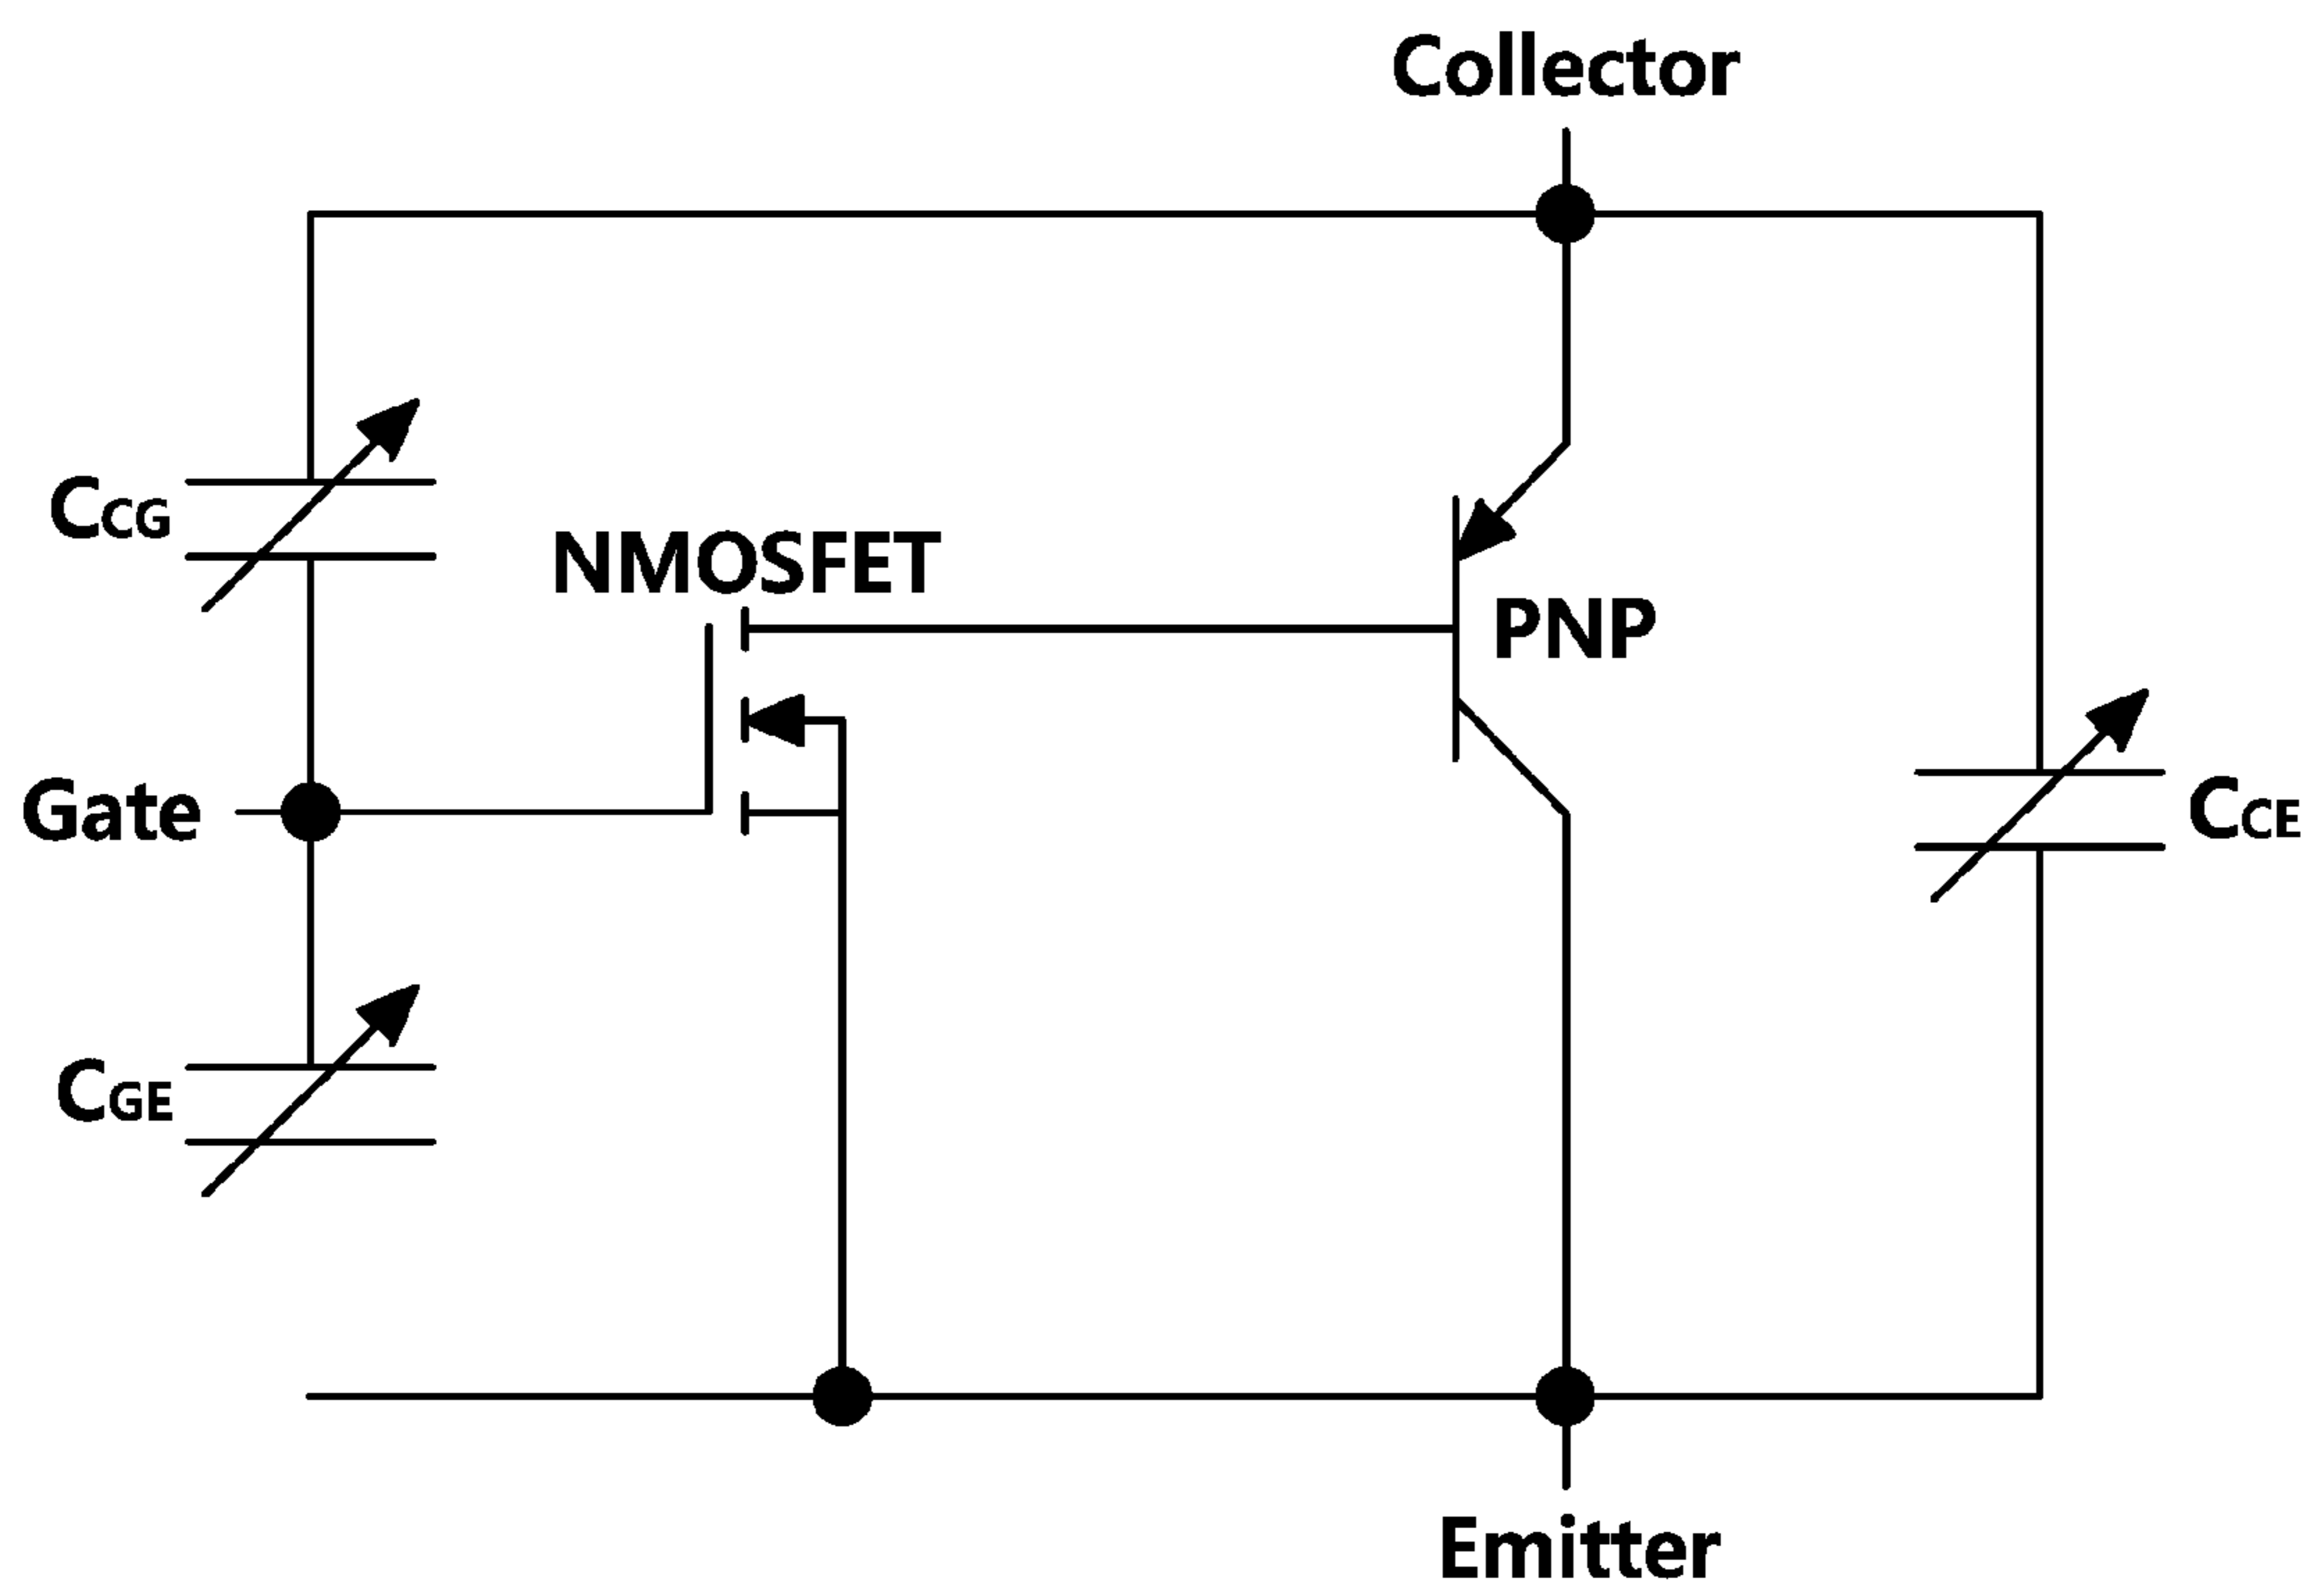 Collector
CCG
NMOSFET
PNP
Gate
CCE
CGE
Emitter